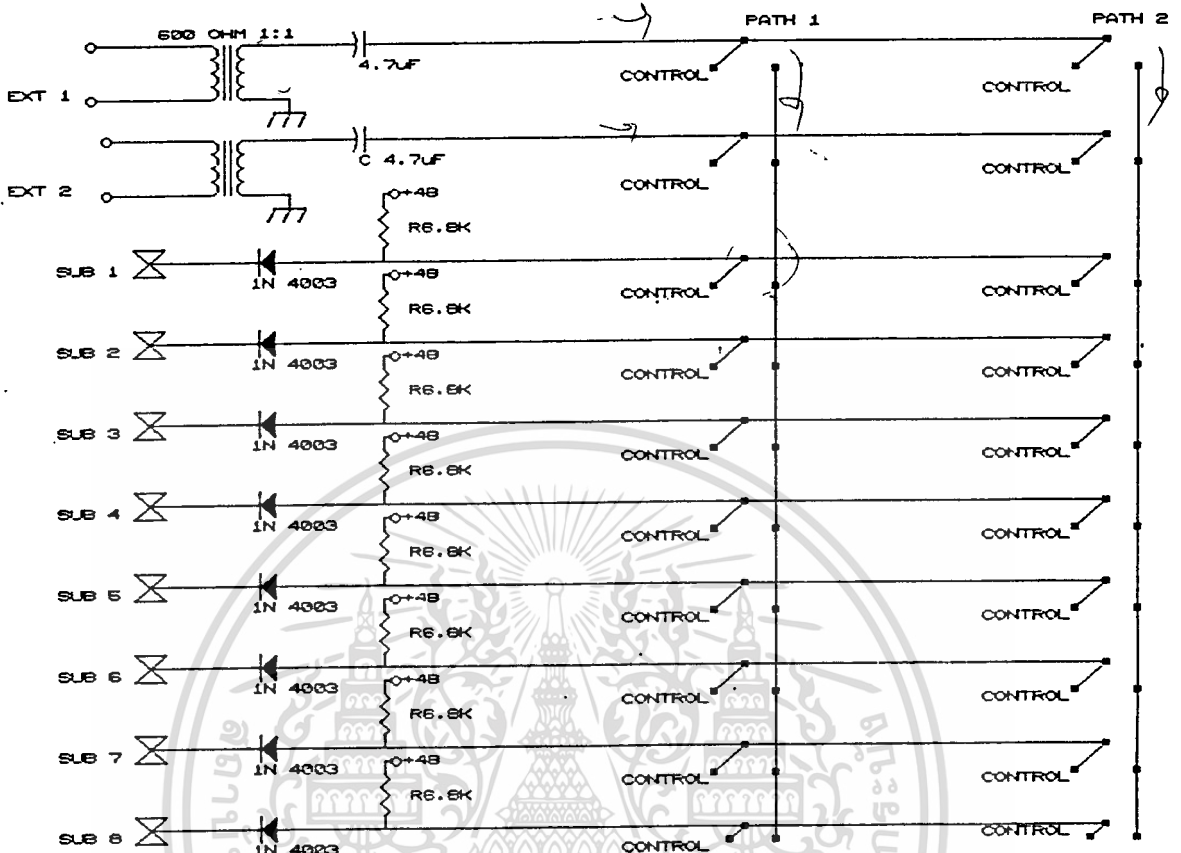 PATH 1 PATH 2
600 OHM 1:1
4.7uF
CONTROL CONTROL
EXT 1
C 4.7uF
CONTROL CONTROL
EXT 2
+48
R6.8K
SUB 1 1N 4003 CONTROL CONTROL
+48
R6.8K
SUB 2 1N 4003 CONTROL CONTROL
+48
R6.8K
SUB 3 1N 4003 CONTROL CONTROL
+48
R6.8K
SUB 4 1N 4003 CONTROL CONTROL
+48
R6.8K
SUB 5 1N 4003 CONTROL CONTROL
+48
R6.8K
SUB 6 1N 4003 CONTROL CONTROL
+48
R6.8K
SUB 7 1N 4003 CONTROL CONTROL
+48
R6.8K
SUB 8 1N 4003 CONTROL CONTROL